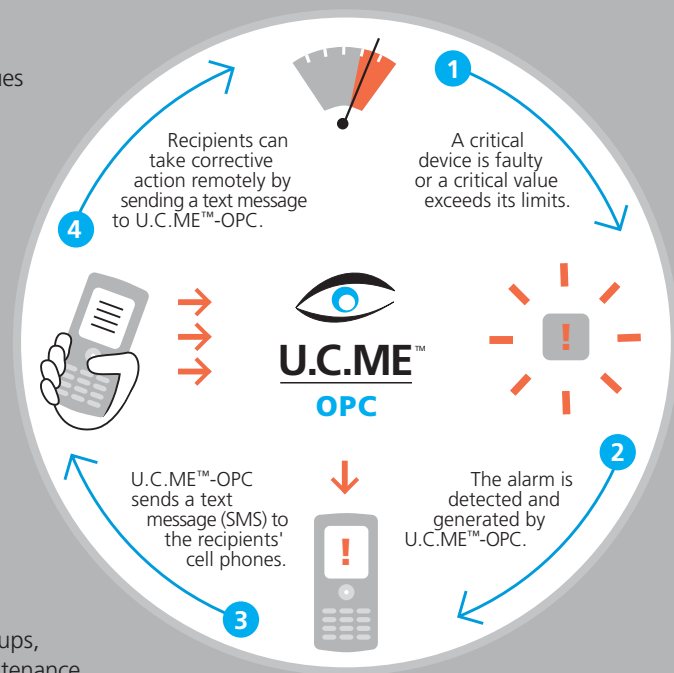 1
A critical
device is faulty
or a critical value
exceeds its limits.
!
2
The alarm is
detected and
generated by
U.C.ME™-OPC.
!
3
U.C.ME™-OPC
sends a text
message (SMS) to
the recipients'
cell phones.
4
Recipients can
take corrective
action remotely by
sending a text message
to U.C.ME™-OPC.
U.C.ME™
OPC